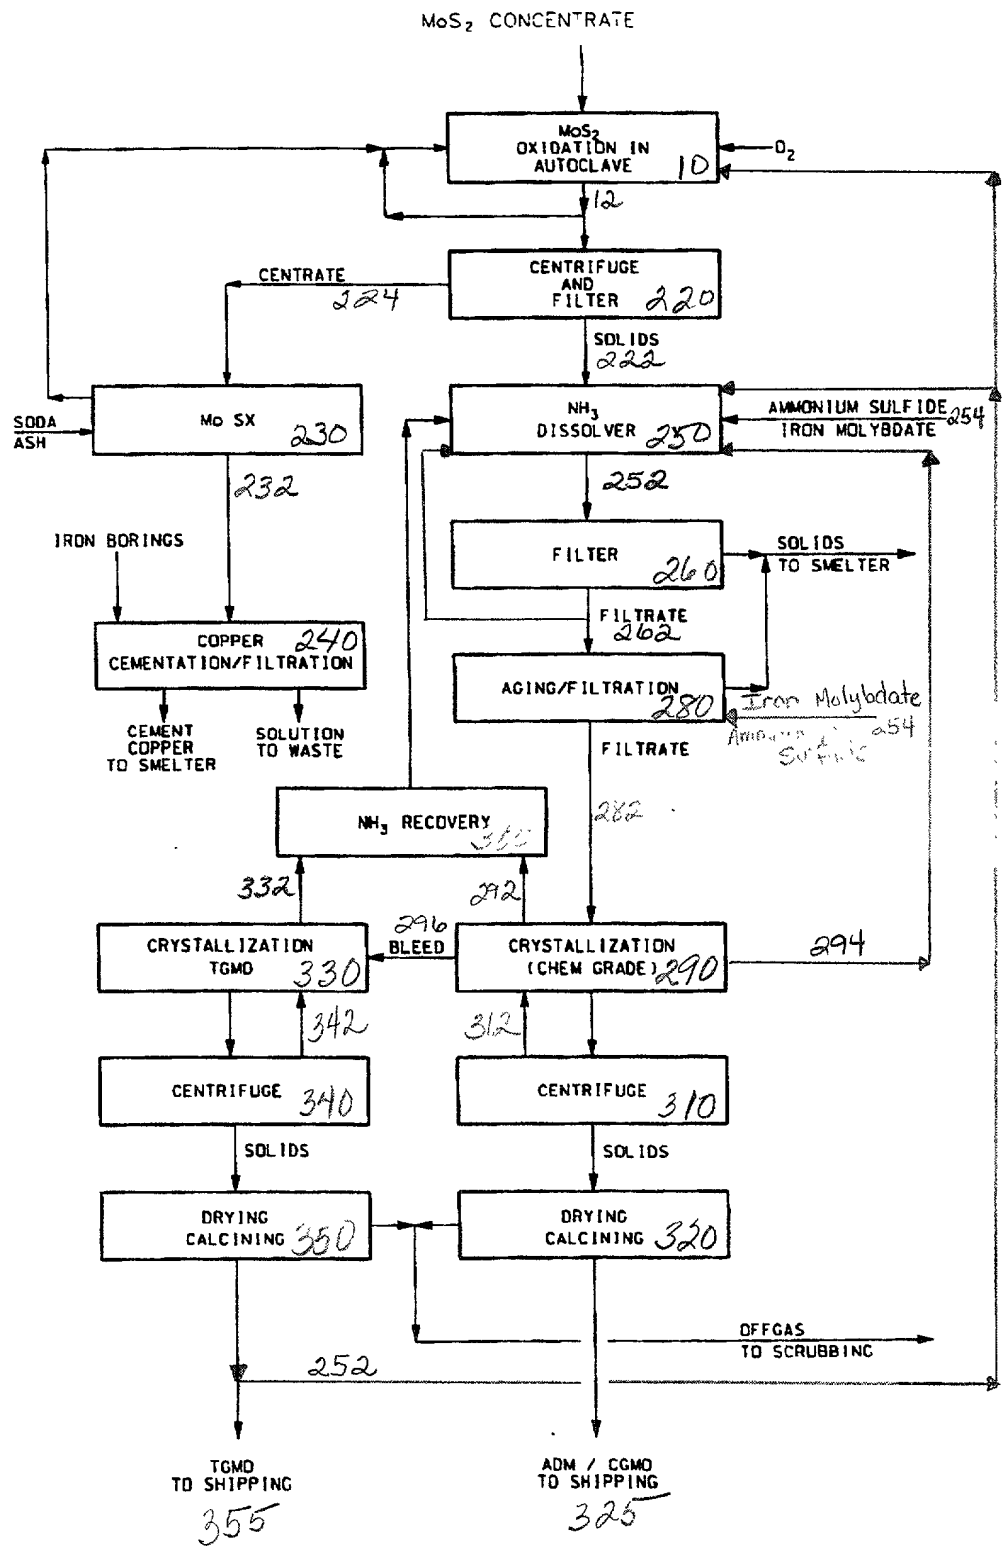 MoS₂ CONCENTRATE
MoS₂
OXIDATION IN
AUTOCLAVE 10
O₂
12
CENTRIFUGE
AND
FILTER 220
CENTRATE
224
SOLIDS
222
Mo SX
230
SODA
ASH
NH₃
DISSOLVER 250
AMMONIUM SULFIDE
IRON MOLYBDATE
254
232
252
IRON BORINGS
FILTER
260
SOLIDS
TO SMELTER
FILTRATE
262
COPPER 240
CEMENTATION/FILTRATION
AGING/FILTRATION
280
Iron Molybdate
254
CEMENT
COPPER
TO SMELTER
SOLUTION
TO WASTE
FILTRATE
282
NH₃ RECOVERY
332
292
296
BLEED
CRYSTALLIZATION
TGMO 330
CRYSTALLIZATION
(CHEM GRADE) 290
294
342
312
CENTRIFUGE 340
CENTRIFUGE 310
SOLIDS
SOLIDS
DRYING
CALCINING 350
DRYING
CALCINING 320
OFFGAS
TO SCRUBBING
252
TGMO
TO SHIPPING
355
ADM / CGMO
TO SHIPPING
325